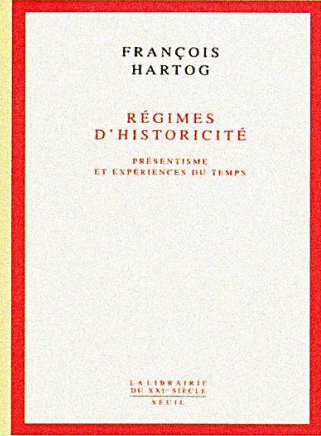 FRANÇOIS
HARTOG
RÉGIMES
D'HISTORICITÉ
PRÉSENTISME
ET EXPÉRIENCES DU TEMPS
LA LIBRAIRIE
DU XXIe SIÈCLE
SEUIL